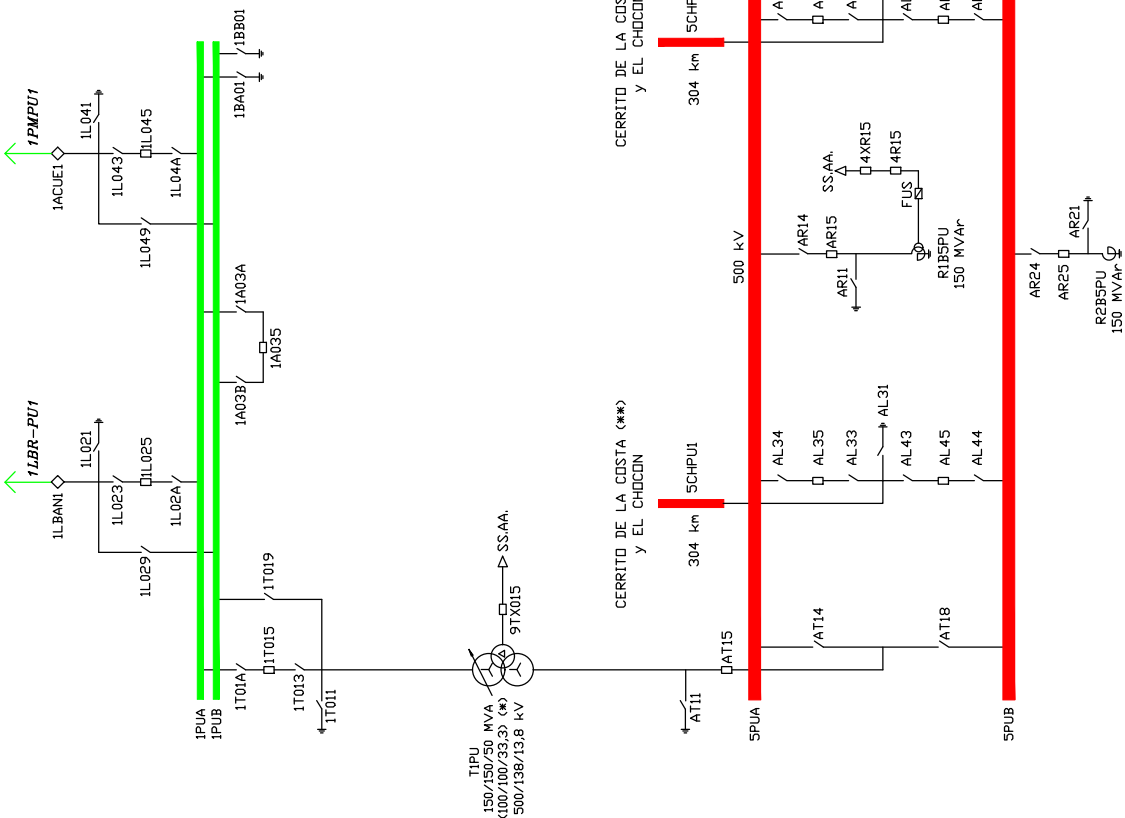 1PMPU1
1ACUE1
1L041
1L043
1L045
1L04A
1L049
1BB01
1BA01
1LBR-PU1
1LBAN1
1L021
1L023
1L025
1L02A
1L029
1A03A
1A035
1A03B
1PUA
1PUB
1T01A
1T015
1T013
1T011
1T019
SS.AA.
9TX015
T1PU
150/150/50 MVA
(100/100/33,3) (*)
500/138/13,8 kV
AT11
AT15
AT14
AT18
5PUA
5PUB
CERRITO DE LA COSTA (**)
y EL CHOCON
304 km
5CHPU1
AL34
AL35
AL33
AL31
AL43
AL45
AL44
y EL CHOCON
304 km
500 kV
SS.AA.
4XR15
4R15
FUS
AR14
AR15
AR11
R1B5PU
150 MVAr
AR24
AR25
AR21
R2B5PU
150 MVAr